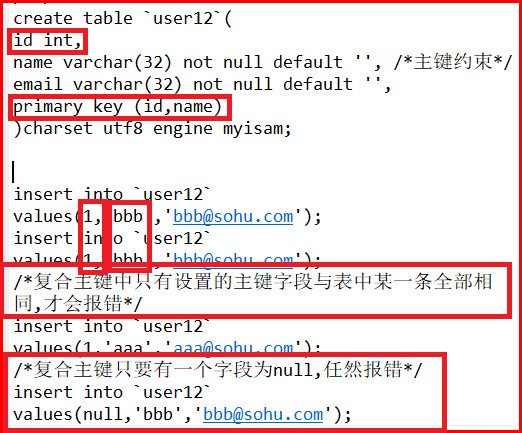 create table `user12`(
id int,
name varchar(32) not null default '', /*主键约束*/
email varchar(32) not null default '',
primary key (id,name)
)charset utf8 engine myisam;
insert into `user12`
values(1,'bbb','bbb@sohu.com');
insert into `user12`
values(1,'bbb','bbb@sohu.com');
/*复合主键中只有设置的主键字段与表中某一条全部相
同,才会报错*/
insert into `user12`
values(1,'aaa','aaa@sohu.com');
/*复合主键只要有一个字段为null,任然报错*/
insert into `user12`
values(null,'bbb','bbb@sohu.com');